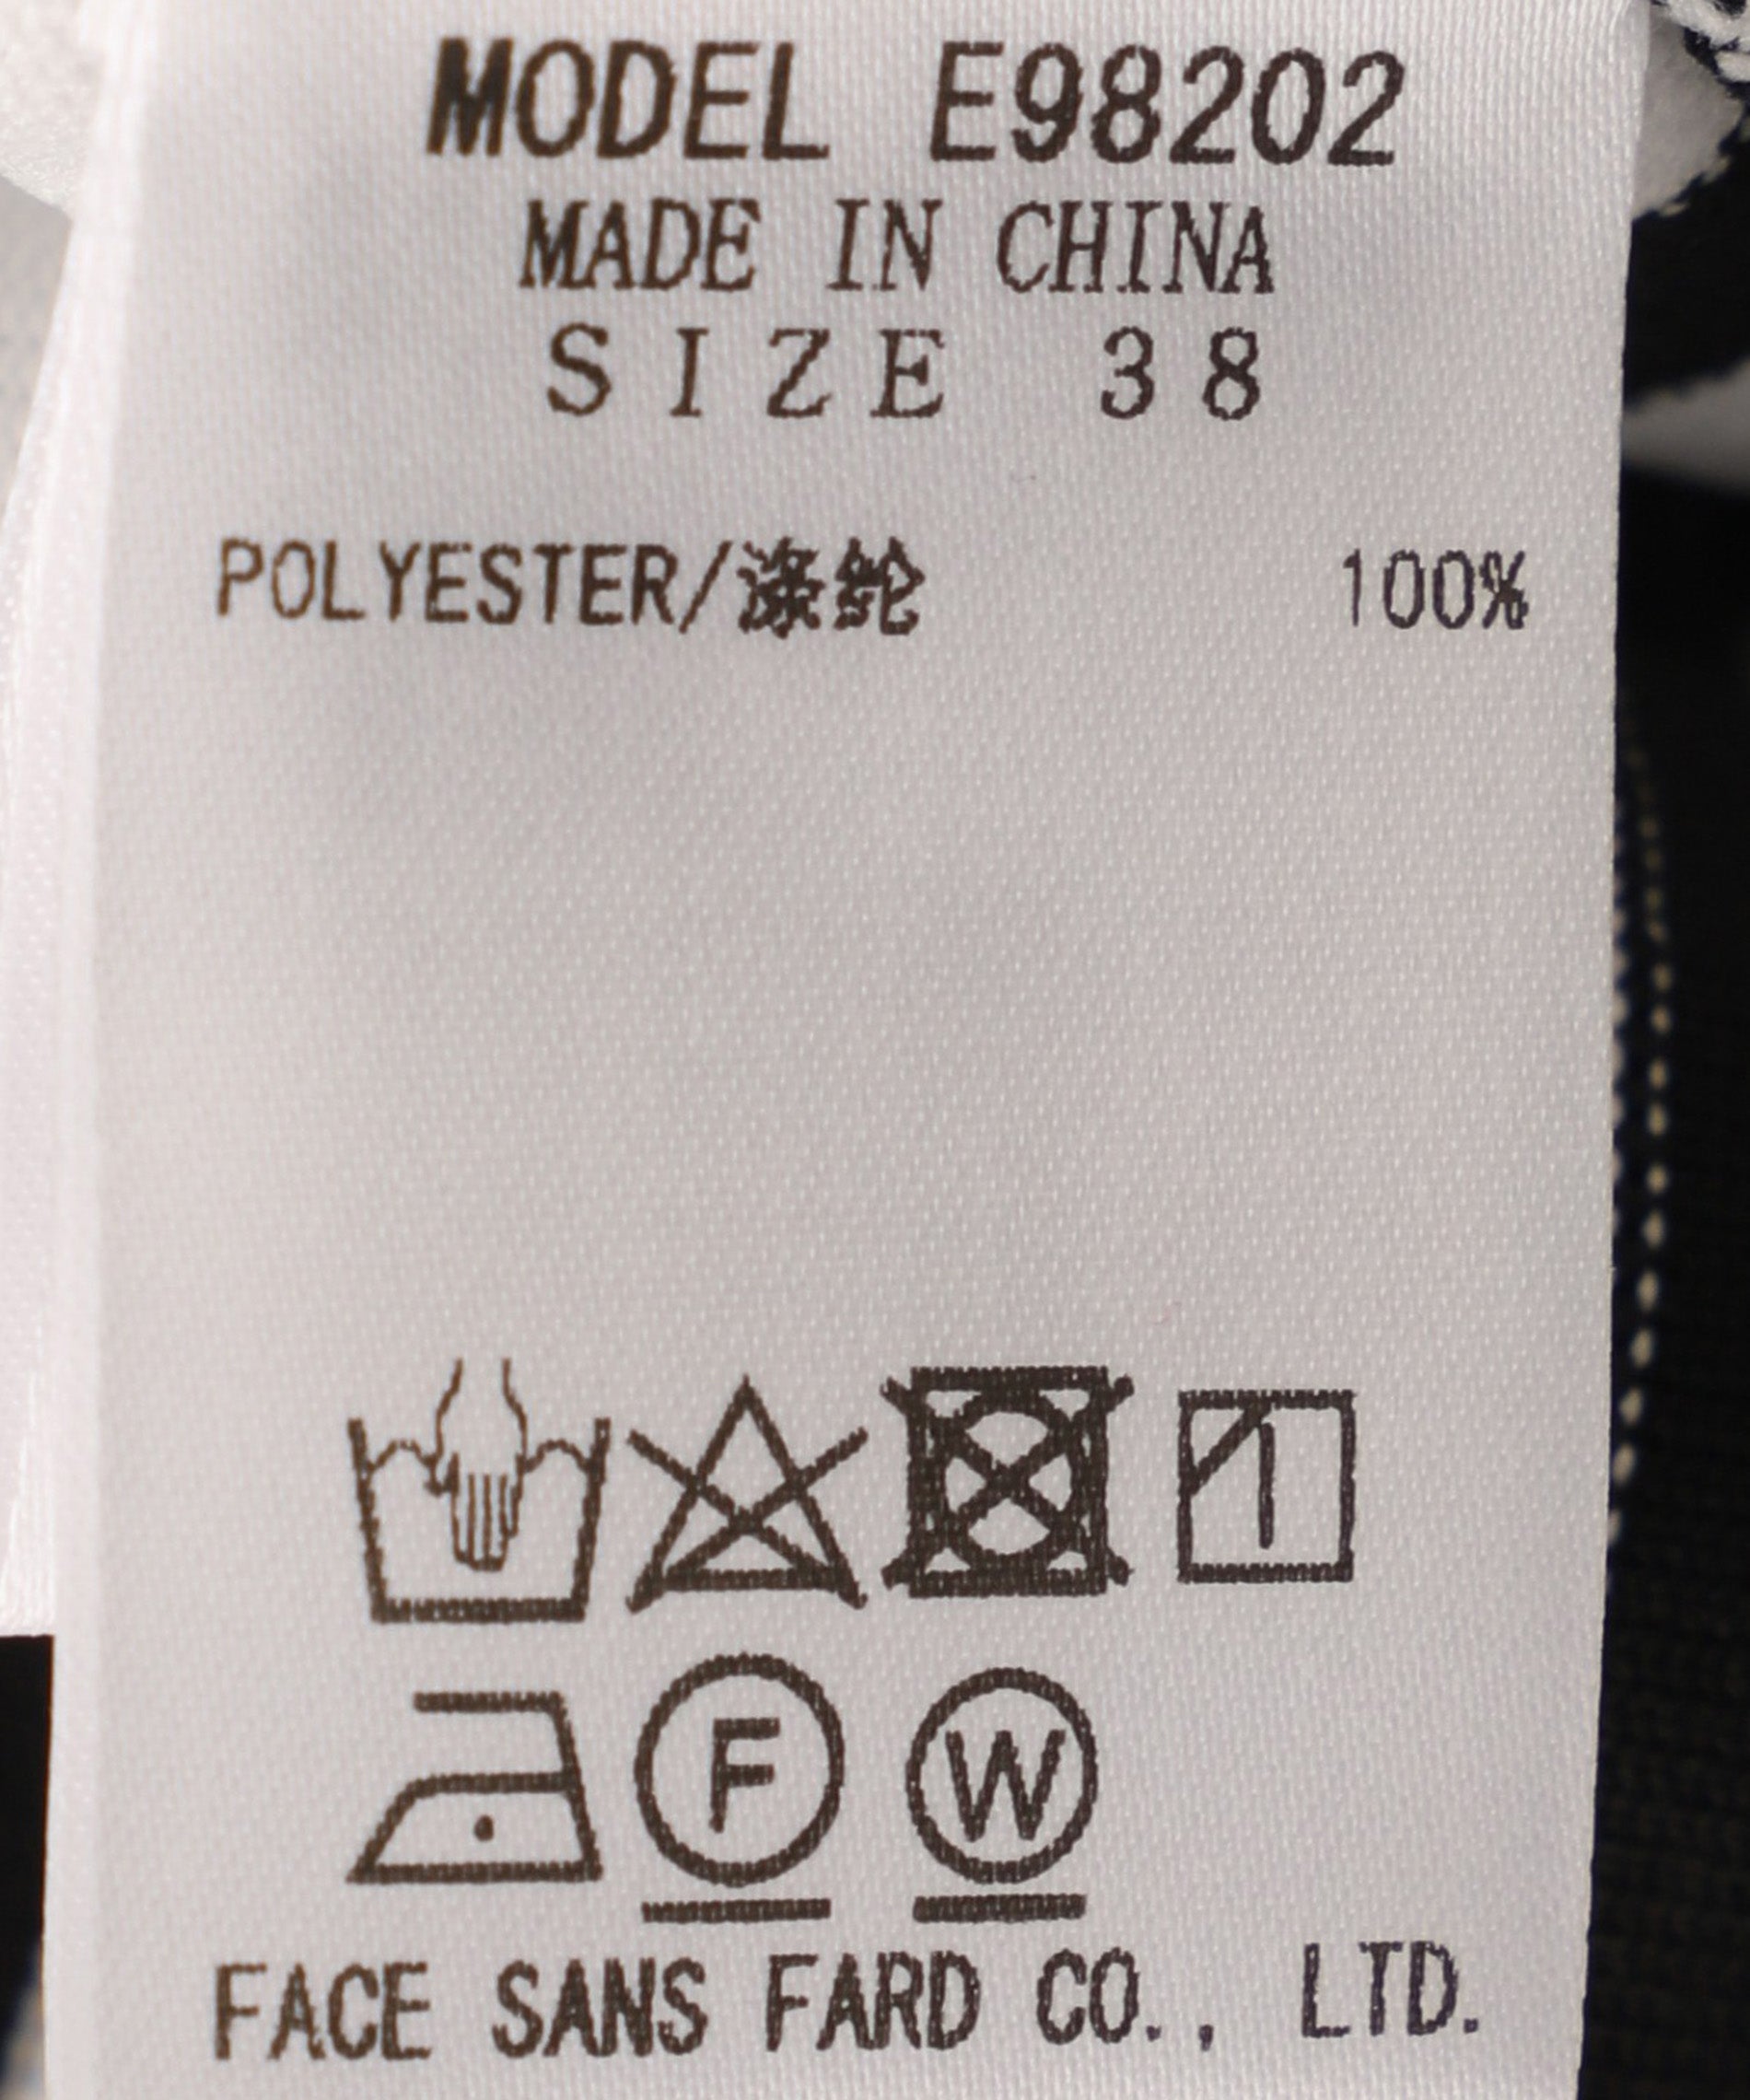 MODEL E98202
MADE IN CHINA
SIZE 38
POLYESTER/涤纶 100%
F W
FACE SANS FARD CO., LTD.